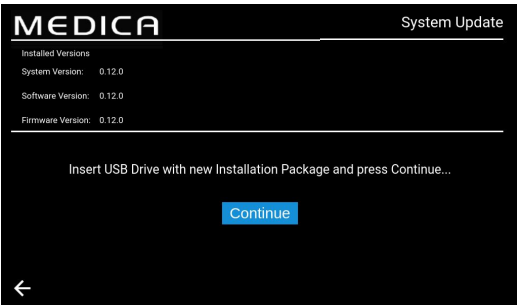 MEDICA
System Update
Installed Versions
System Version: 0.12.0
Software Version: 0.12.0
Firmware Version: 0.12.0
Insert USB Drive with new Installation Package and press Continue...
Continue